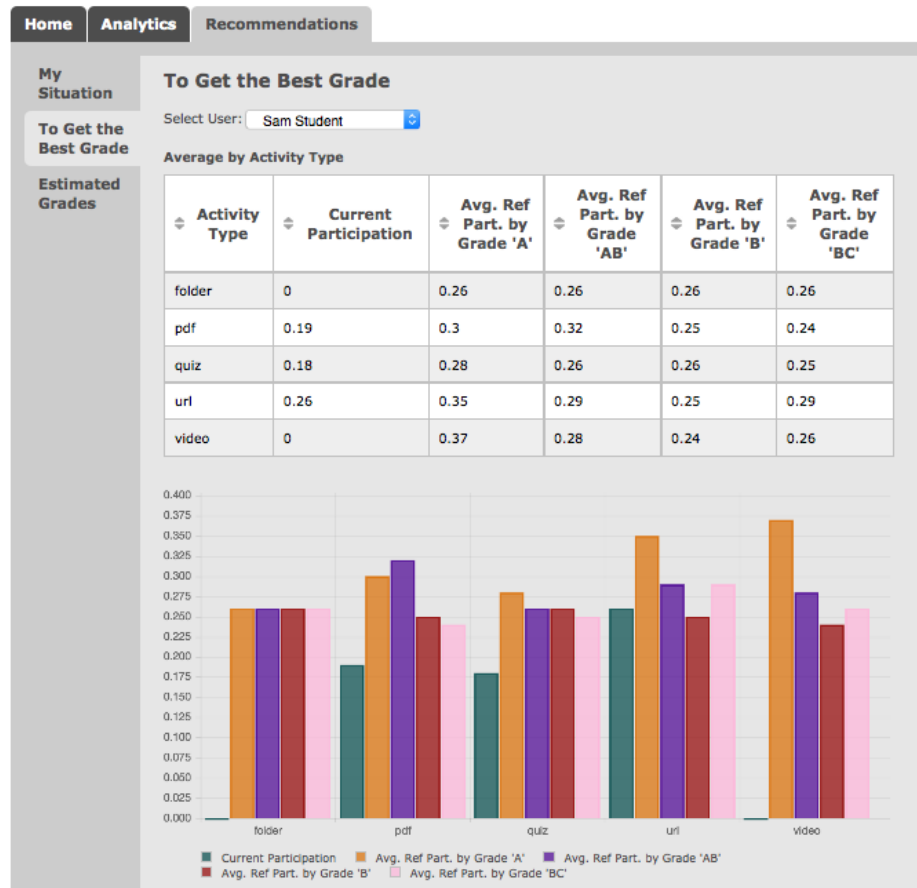 Home Analytics Recommendations
My
Situation
To Get the
Best Grade
Estimated
Grades
To Get the Best Grade
Select User: Sam Student
Average by Activity Type
Activity
Type
Current
Participation
Avg. Ref
Part. by
Grade 'A'
Avg. Ref
Part. by
Grade
'AB'
Avg. Ref
Part. by
Grade 'B'
Avg. Ref
Part. by
Grade
'BC'
folder 0 0.26 0.26 0.26 0.26
pdf 0.19 0.3 0.32 0.25 0.24
quiz 0.18 0.28 0.26 0.26 0.25
url 0.26 0.35 0.29 0.25 0.29
video 0 0.37 0.28 0.24 0.26
0.400
0.375
0.350
0.325
0.300
0.275
0.250
0.225
0.200
0.175
0.150
0.125
0.100
0.075
0.050
0.025
0.000
folder pdf quiz url video
Current Participation Avg. Ref Part. by Grade 'A' Avg. Ref Part. by Grade 'AB'
Avg. Ref Part. by Grade 'B' Avg. Ref Part. by Grade 'BC'